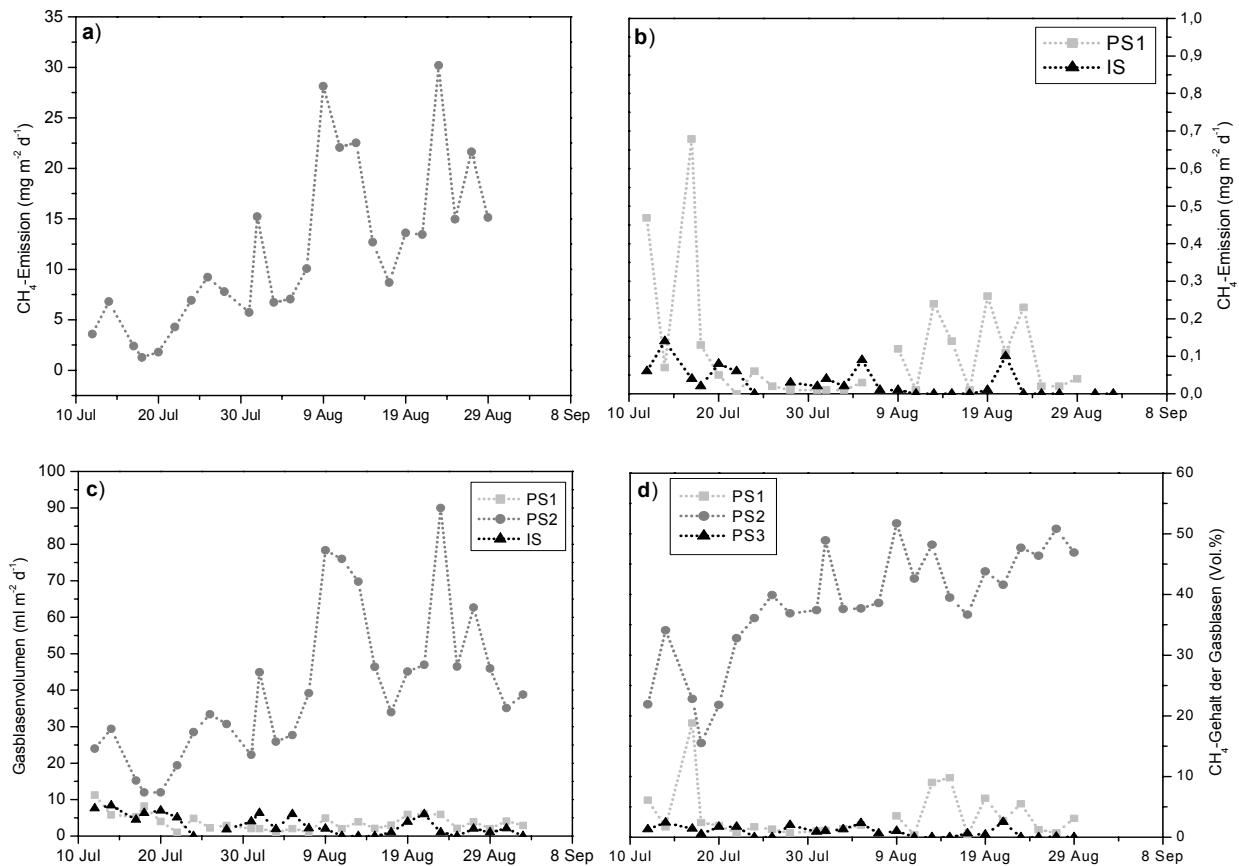 a)
35
30
25
20
15
10
5
0
CH₄-Emission (mg m⁻² d⁻¹)
10 Jul 20 Jul 30 Jul 9 Aug 19 Aug 29 Aug 8 Sep
b)
PS1
IS
1,0
0,9
0,8
0,7
0,6
0,5
0,4
0,3
0,2
0,1
0,0
CH₄-Emission (mg m⁻² d⁻¹)
10 Jul 20 Jul 30 Jul 9 Aug 19 Aug 29 Aug 8 Sep
c)
PS1
PS2
IS
100
90
80
70
60
50
40
30
20
10
0
Gasblasenvolumen (ml m⁻² d⁻¹)
10 Jul 20 Jul 30 Jul 9 Aug 19 Aug 29 Aug 8 Sep
d)
PS1
PS2
PS3
60
50
40
30
20
10
0
CH₄-Gehalt der Gasblasen (Vol.%)
10 Jul 20 Jul 30 Jul 9 Aug 19 Aug 29 Aug 8 Sep